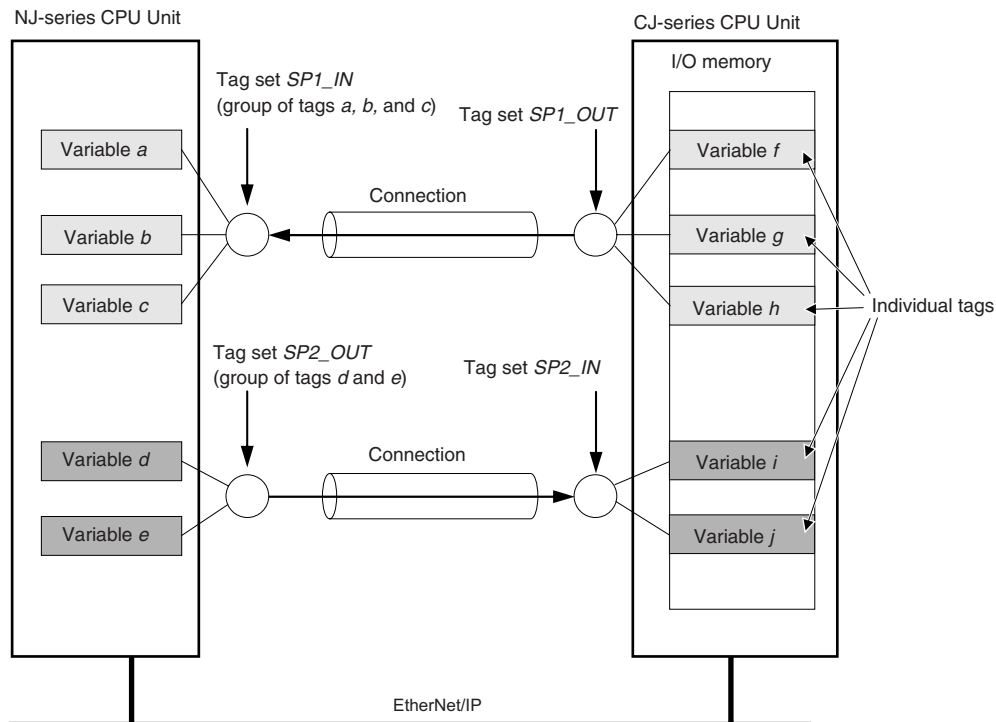 NJ-series CPU Unit
CJ-series CPU Unit
I/O memory
Tag set SP1_IN
(group of tags a, b, and c)
Tag set SP1_OUT
Variable a
Variable f
Connection
Variable b
Variable g
Variable c
Variable h
Individual tags
Tag set SP2_OUT
(group of tags d and e)
Tag set SP2_IN
Variable d
Connection
Variable i
Variable e
Variable j
EtherNet/IP